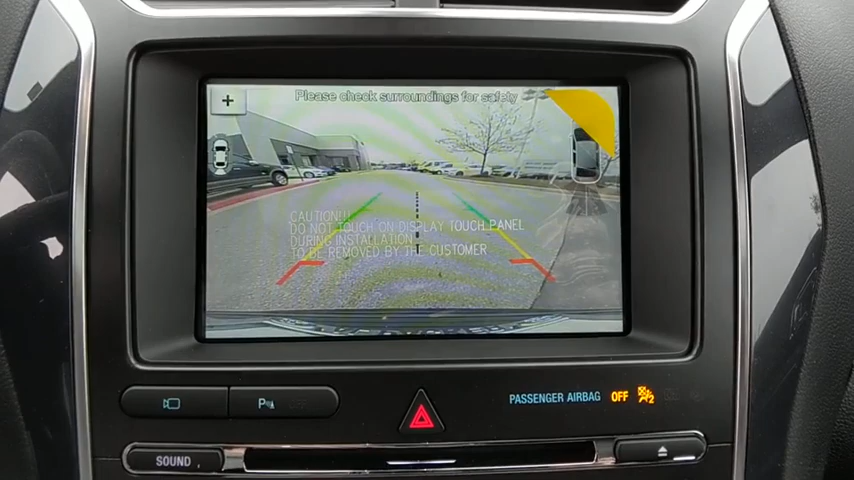 Please check surroundings for safety
CAUTION!!!
DO NOT TOUCH ON DISPLAY TOUCH PANEL
DURING INSTALLATION
TO BE REMOVED BY THE CUSTOMER
PASSENGER AIRBAG OFF 2
P
SOUND